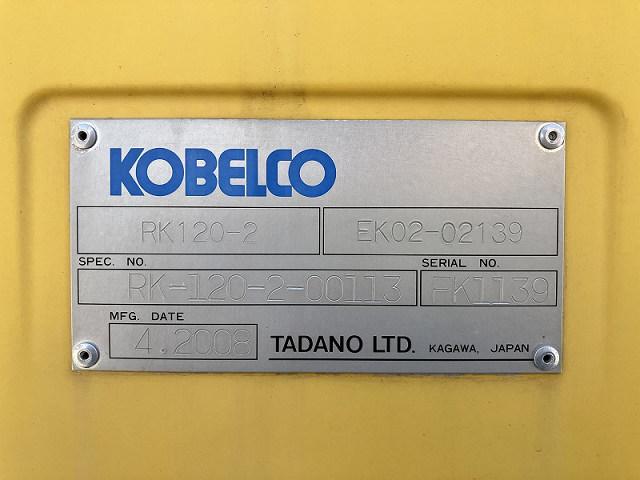 KOBELCO
RK120-2 EK02-02139
SPEC. NO. SERIAL NO.
RK-120-2-00113 PK1139
MFG. DATE
4.2008 TADANO LTD. KAGAWA, JAPAN